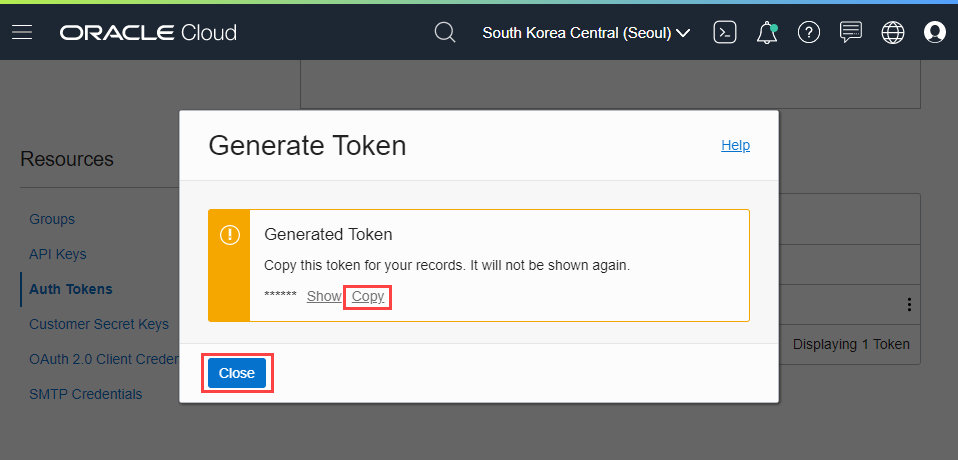 ORACLE Cloud
South Korea Central (Seoul)
Generate Token
Help
Resources
Groups
API Keys
Auth Tokens
Customer Secret Keys
OAuth 2.0 Client Creder
SMTP Credentials
Generated Token
Copy this token for your records. It will not be shown again.
****** Show Copy
Close
Displaying 1 Token